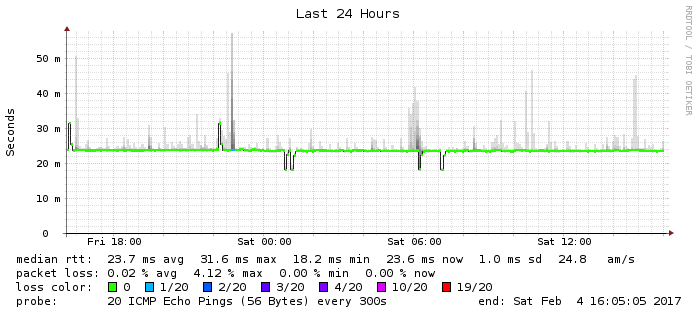 Last 24 Hours
RRDTOOL / TOBI OETIKER
Seconds
50 m
40 m
30 m
20 m
10 m
0
Fri 18:00 Sat 00:00 Sat 06:00 Sat 12:00
median rtt: 23.7 ms avg 31.6 ms max 18.2 ms min 23.6 ms now 1.0 ms sd 24.8 am/s
packet loss: 0.02 % avg 4.12 % max 0.00 % min 0.00 % now
loss color: 0 1/20 2/20 3/20 4/20 10/20 19/20
probe: 20 ICMP Echo Pings (56 Bytes) every 300s end: Sat Feb 4 16:05:05 2017